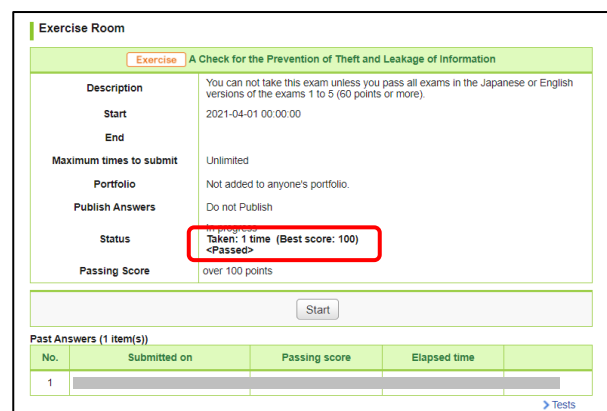 Exercise Room
Exercise A Check for the Prevention of Theft and Leakage of Information
Description You can not take this exam unless you pass all exams in the Japanese or English
versions of the exams 1 to 5 (60 points or more).
Start 2021-04-01 00:00:00
End
Maximum times to submit Unlimited
Portfolio Not added to anyone's portfolio.
Publish Answers Do not Publish
In progress
Status Taken: 1 time (Best score: 100)
<Passed>
Passing Score over 100 points
Start
Past Answers (1 item(s))
No. Submitted on Passing score Elapsed time
1
Tests